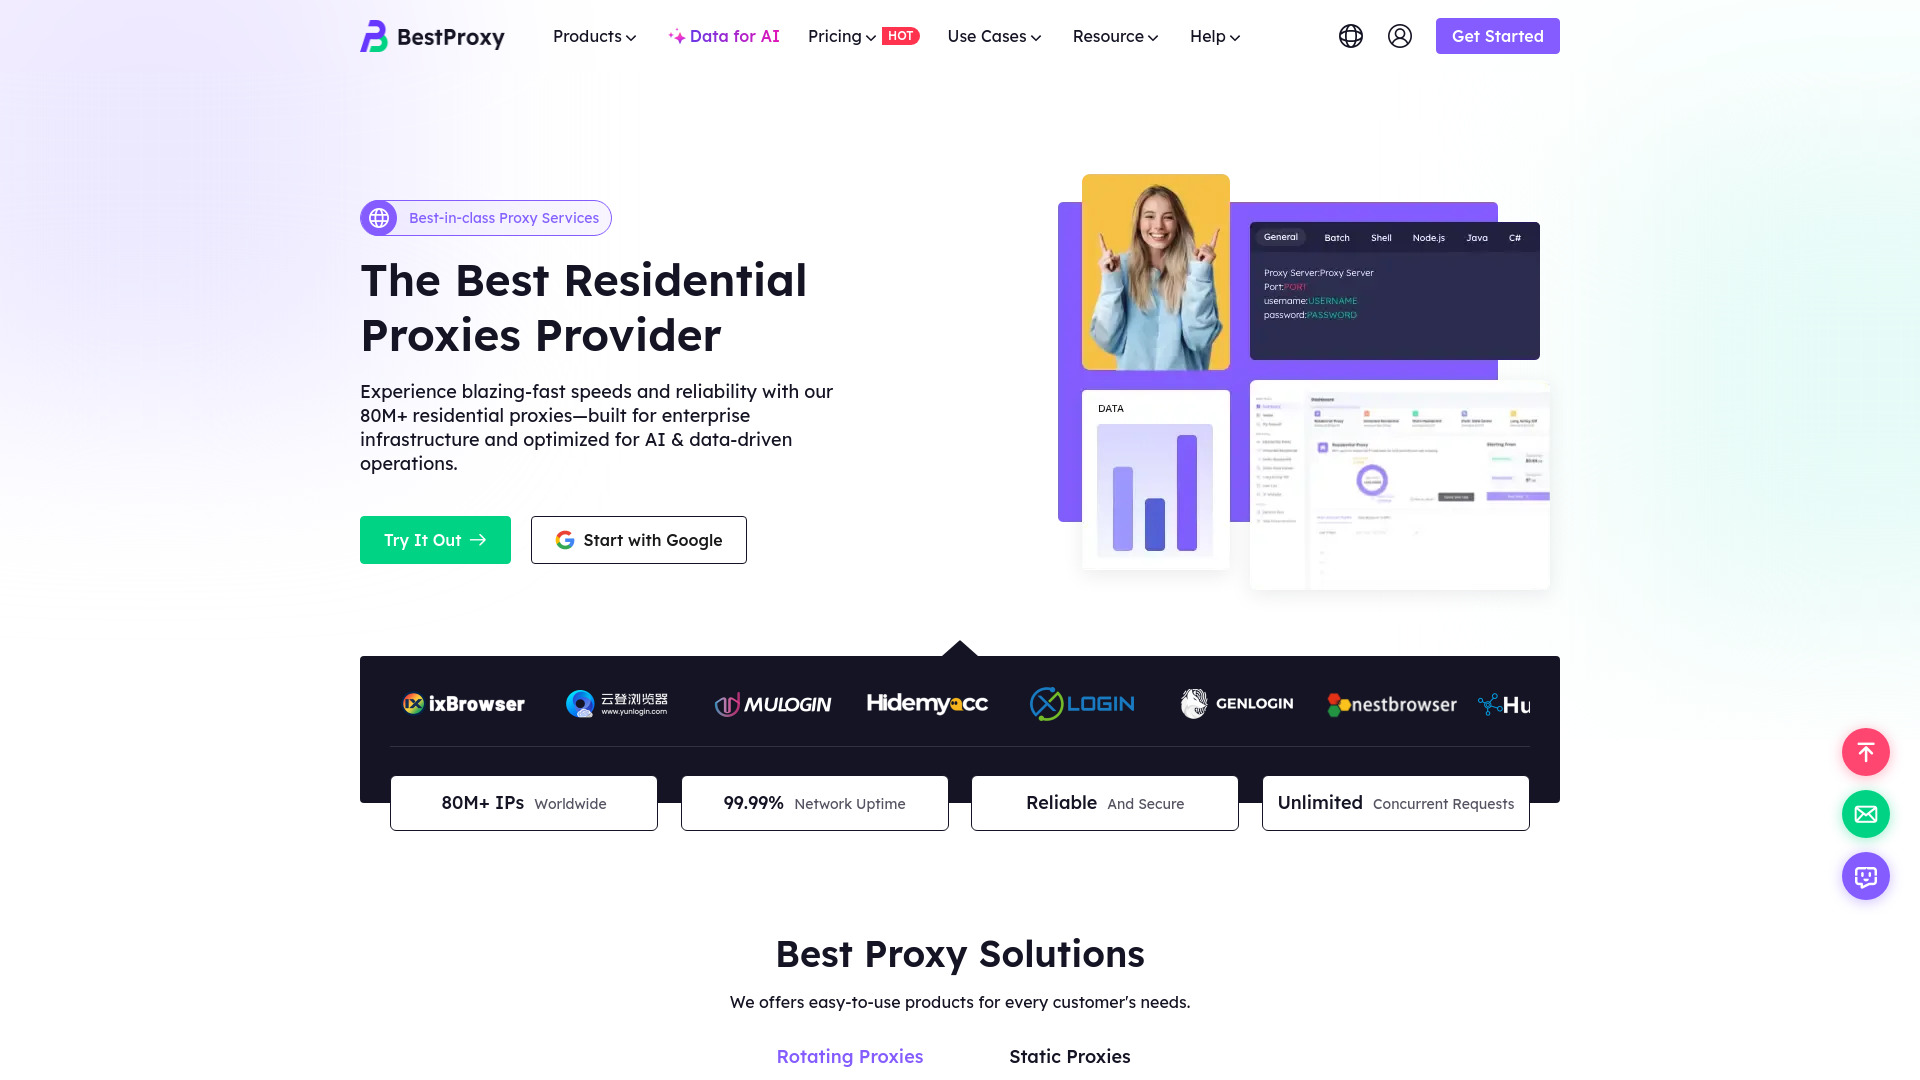 BestProxy
Products
Data for AI
Pricing
HOT
Use Cases
Resource
Help
Get Started
Best-in-class Proxy Services
The Best Residential
Proxies Provider
Experience blazing-fast speeds and reliability with our
80M+ residential proxies—built for enterprise
infrastructure and optimized for AI & data-driven
operations.
Try It Out
Start with Google
General Batch Shell Node.js Java C#
Proxy Server:Proxy Server
Port:PORT
username:USERNAME
password:PASSWORD
DATA
Dashboard
Residential Proxy
Starting From
ixBrowser
云登浏览器
www.yunlogin.com
MULOGIN
Hidemyacc
LOGIN
GENLOGIN
nestbrowser
Hu
80M+ IPs Worldwide
99.99% Network Uptime
Reliable And Secure
Unlimited Concurrent Requests
Best Proxy Solutions
We offers easy-to-use products for every customer's needs.
Rotating Proxies
Static Proxies